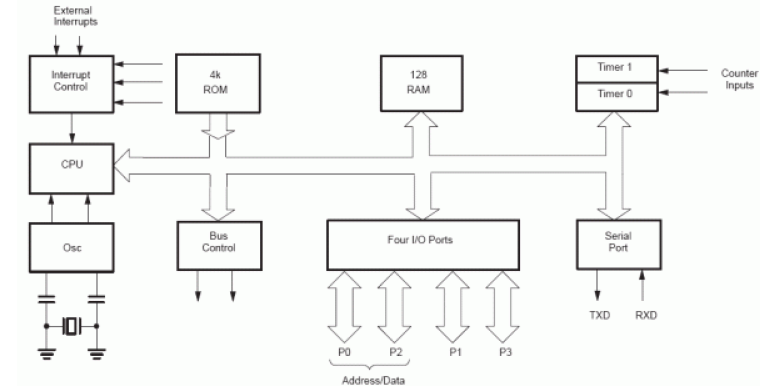 External
Interrupts
Interrupt
Control
4k
ROM
128
RAM
Timer 1
Timer 0
Counter
Inputs
CPU
Osc
Bus
Control
Four I/O Ports
Serial
Port
TXD
RXD
P0
P2
P1
P3
Address/Data